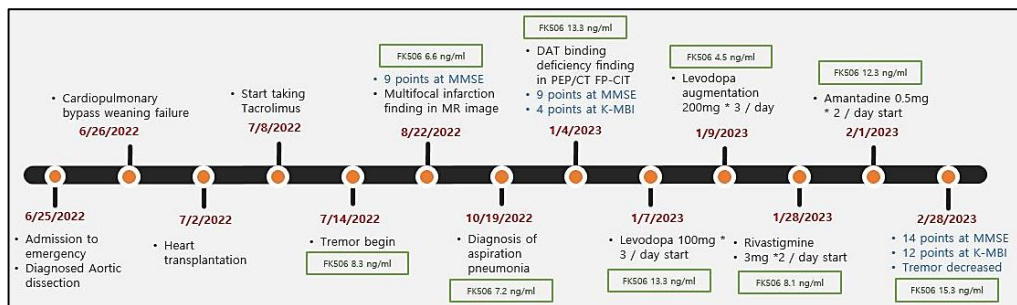 6/25/2022
• Admission to
emergency
• Diagnosed Aortic
dissection
• Cardiopulmonary
bypass weaning failure
6/26/2022
7/2/2022
• Heart
transplantation
• Start taking
Tacrolimus
7/8/2022
7/14/2022
• Tremor begin
FK506 8.3 ng/ml
FK506 6.6 ng/ml
• 9 points at MMSE
• Multifocal infarction
finding in MR image
8/22/2022
10/19/2022
• Diagnosis of
aspiration
pneumonia
FK506 7.2 ng/ml
FK506 13.3 ng/ml
• DAT binding
deficiency finding
in PEP/CT FP-CIT
• 9 points at MMSE
• 4 points at K-MBI
1/4/2023
1/7/2023
• Levodopa 100mg *
3 / day start
FK506 13.3 ng/ml
FK506 4.5 ng/ml
• Levodopa
augmentation
200mg * 3 / day
1/9/2023
1/28/2023
• Rivastigmine
• 3mg *2 / day start
FK506 8.1 ng/ml
FK506 12.3 ng/ml
• Amantadine 0.5mg
* 2 / day start
2/1/2023
2/28/2023
• 14 points at MMSE
• 12 points at K-MBI
• Tremor decreased
FK506 15.3 ng/ml